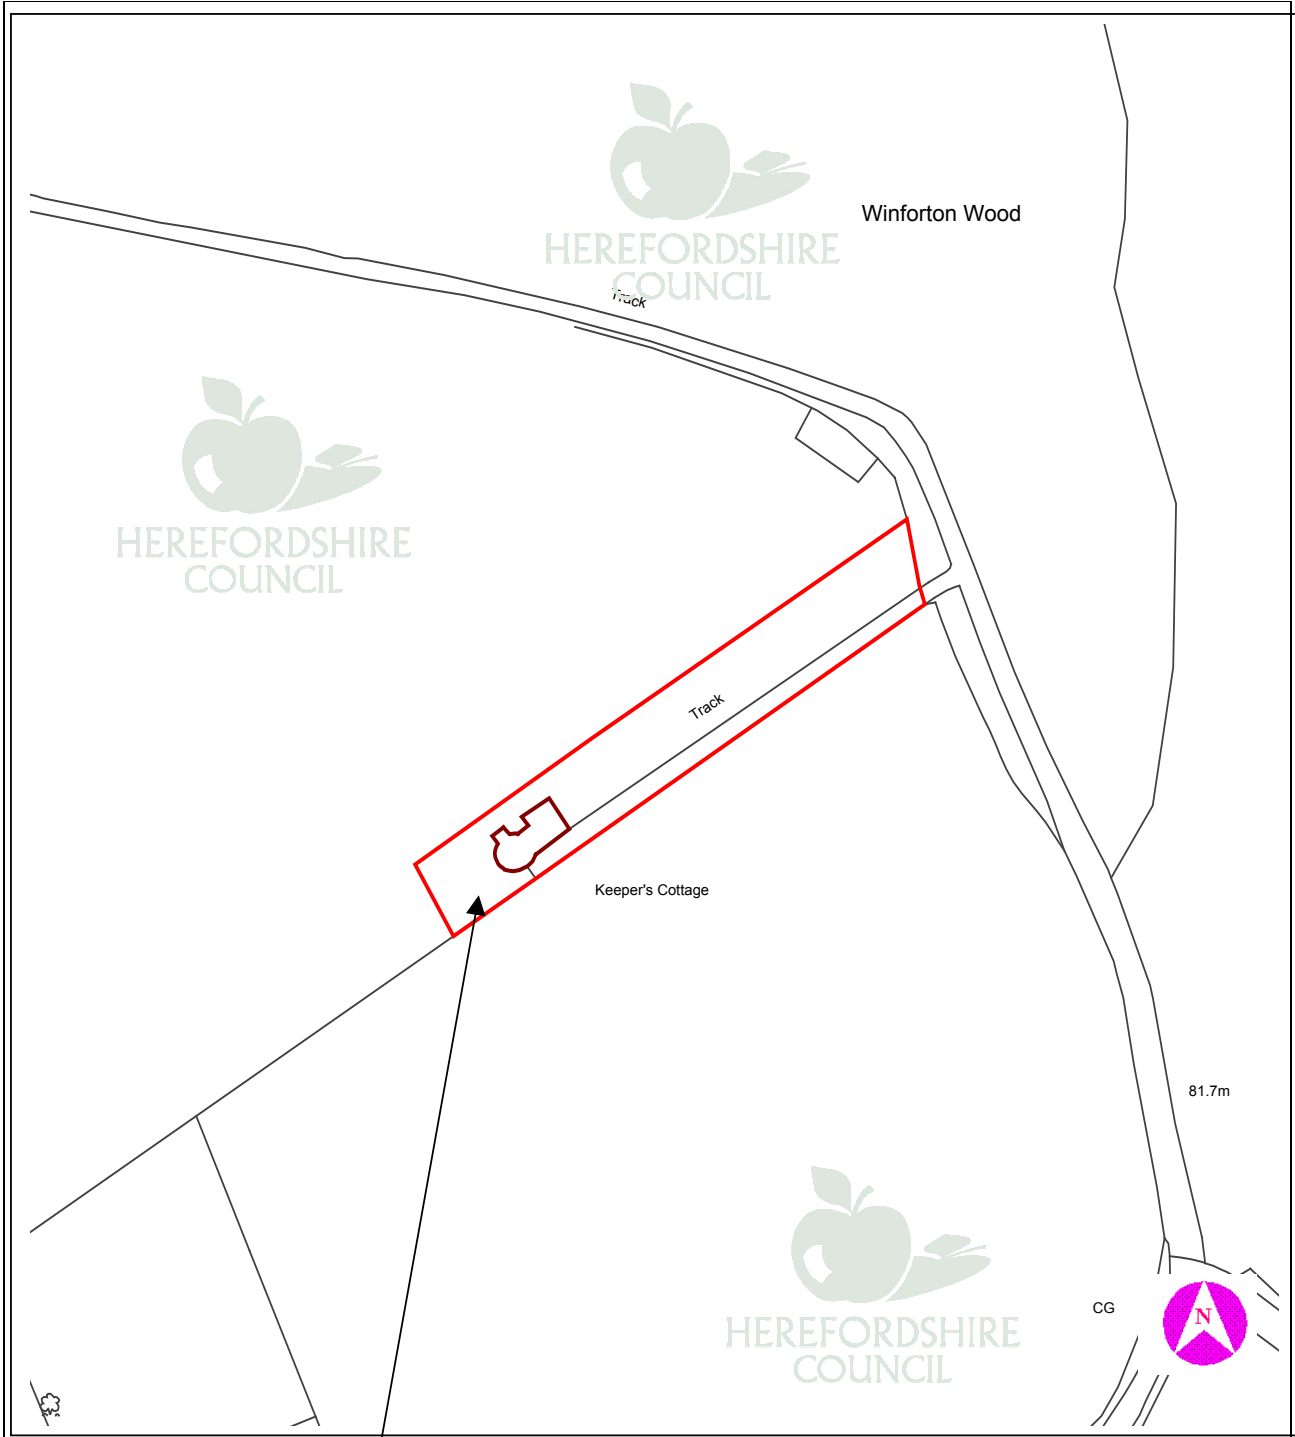 HEREFORDSHIRE
COUNCIL
Winforton Wood
Track
HEREFORDSHIRE
COUNCIL
Track
Keeper's Cottage
81.7m
HEREFORDSHIRE
COUNCIL
CG
N